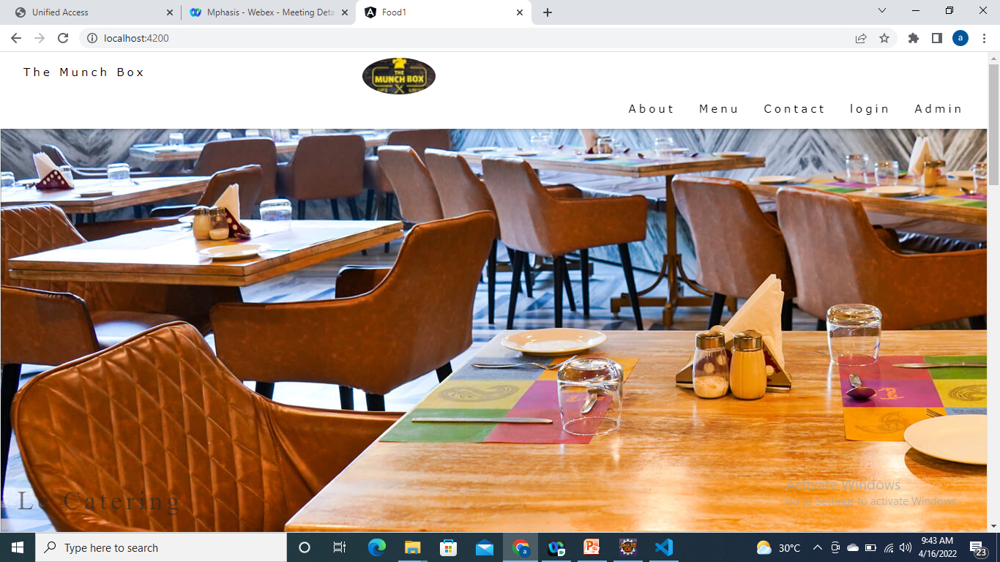 Unified Access
Mphasis - Webex - Meeting Deta
Food1
localhost:4200
a
The Munch Box
THE
MUNCH BOX
About Menu Contact login Admin
Le Catering
Activate Windows
Go to Settings to activate Windows.
Type here to search
a
30°C
9:43 AM
4/16/2022
23